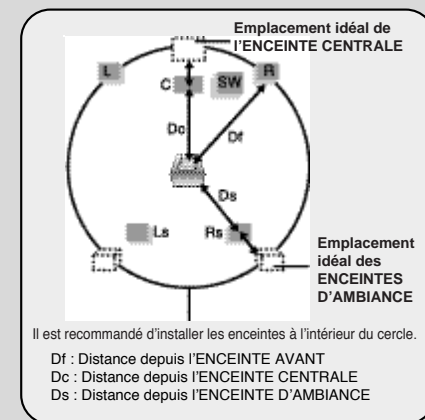 Emplacement idéal de
l'ENCEINTE CENTRALE
L
R
C
SW
Dc
Df
Ds
Ls
Rs
Emplacement
idéal des
ENCEINTES
D'AMBIANCE
Il est recommandé d'installer les enceintes à l'intérieur du cercle.
Df : Distance depuis l'ENCEINTE AVANT
Dc : Distance depuis l'ENCEINTE CENTRALE
Ds : Distance depuis l'ENCEINTE D'AMBIANCE